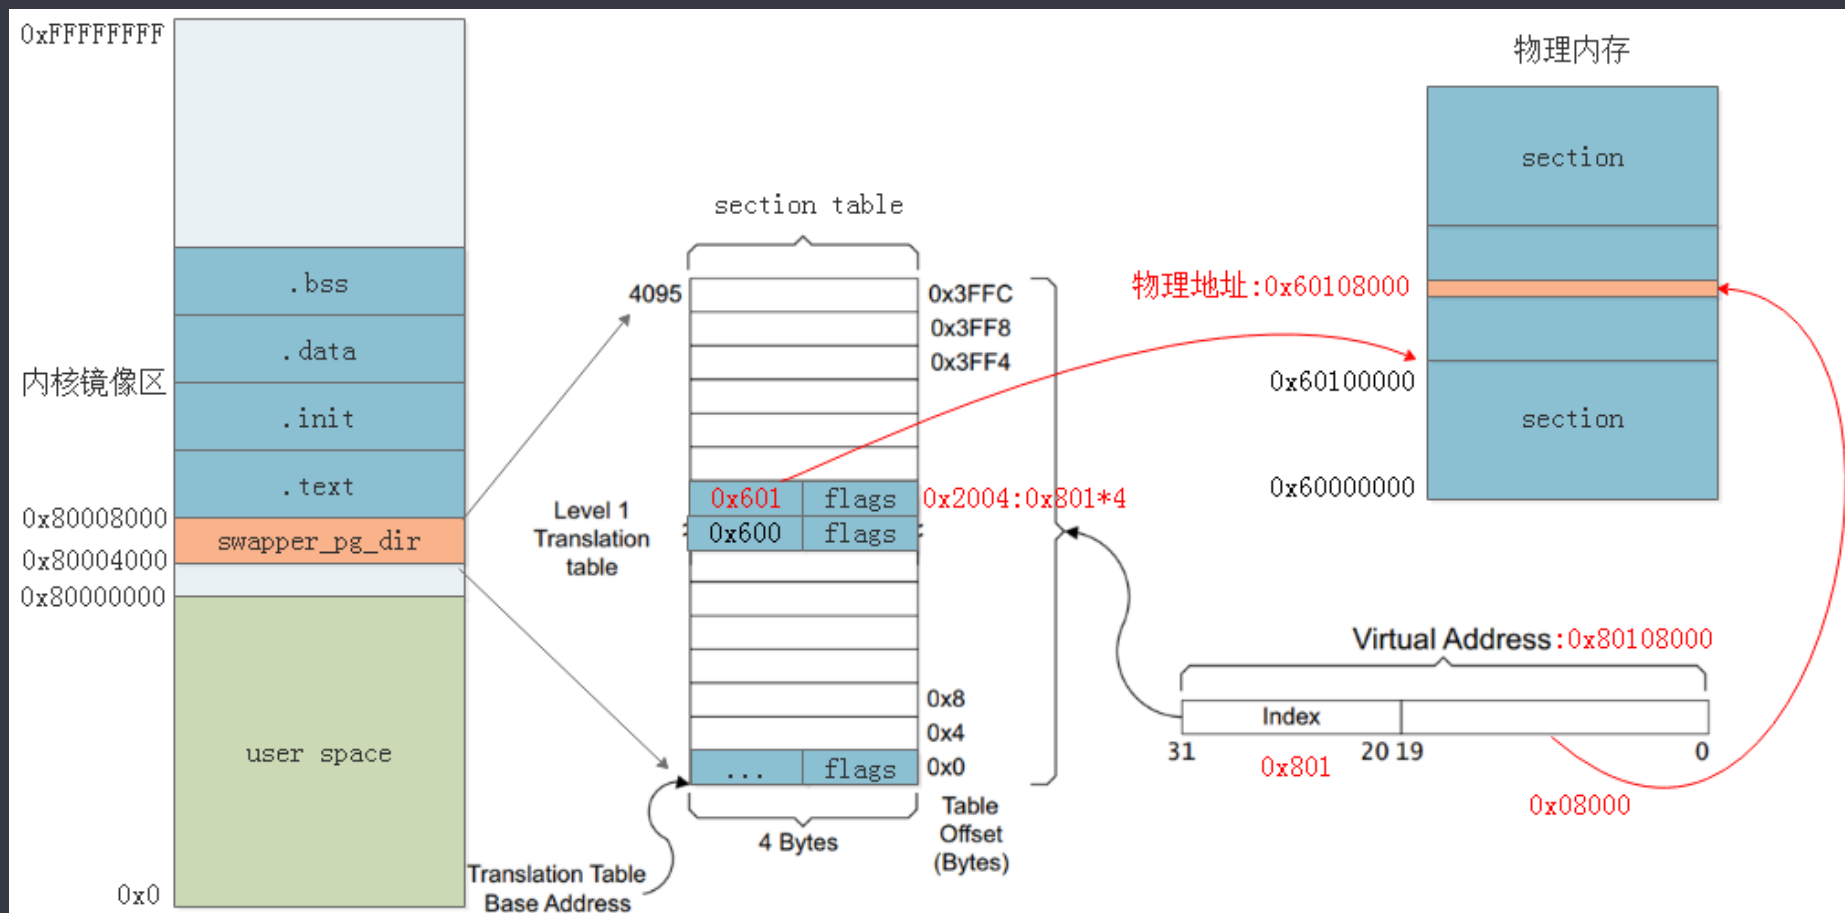 0xFFFFFFFF
.bss
.data
内核镜像区
.init
.text
0x80008000
swapper_pg_dir
0x80004000
0x80000000
user space
0x0
section table
4095
0x3FFC
0x3FF8
0x3FF4
0x601
flags
0x2004:0x801*4
0x600
flags
Level 1
Translation
table
0x8
0x4
...
flags
0x0
4 Bytes
Table
Offset
(Bytes)
Translation Table
Base Address
物理内存
section
物理地址:0x60108000
0x60100000
section
0x60000000
Virtual Address:0x80108000
Index
31
20
19
0
0x801
0x08000